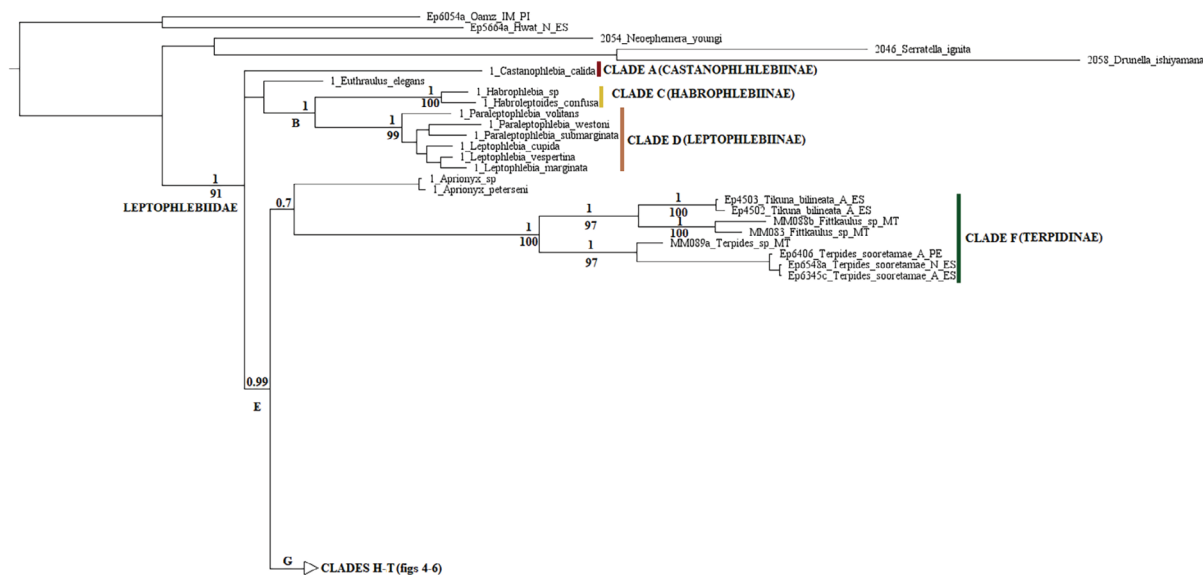 Ep6054a_Oamz_IM_PI
Ep5664a_Hwat_N_ES
2054_Neoephemera_youngi
2046_Serratella_ignita
2058_Drunella_ishiyamana
1_Castanophlebia_calida
CLADE A (CASTANOPHLHLEBIINAE)
1_Euthraulus_elegans
1
B
1
100
1_Habrophlebia_sp
1_Habroleptoides_confusa
CLADE C (HABROPHLEBIINAE)
1
99
1_Paraleptophlebia_volitans
1_Paraleptophlebia_westoni
1_Paraleptophlebia_submarginata
1_Leptophlebia_cupida
1_Leptophlebia_vespertina
1_Leptophlebia_marginata
CLADE D (LEPTOPHLEBIINAE)
1
91
LEPTOPHLEBIIDAE
1_Aprionyx_sp
1_Aprionyx_peterseni
0.7
1
100
1
97
1
100
Ep4503_Tikuna_bilineata_A_ES
Ep4502_Tikuna_bilineata_A_ES
1
100
MM088b_Fittkaulus_sp_MT
MM083_Fittkaulus_sp_MT
1
97
MM089a_Terpides_sp_MT
Ep6406_Terpides_sooretamae_A_PE
Ep6548a_Terpides_sooretamae_N_ES
Ep6345c_Terpides_sooretamae_A_ES
CLADE F (TERPIDINAE)
0.99
E
G
CLADES H-T (figs 4-6)